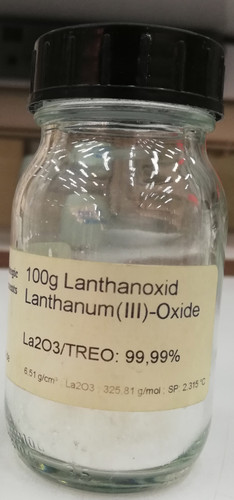 100g Lanthanoxid
Lanthanum(III)-Oxide
La2O3/TREO: 99,99%
6.51 g/cm³ ; La2O3 ; 325,81 g/mol ; SP: 2.315 °C